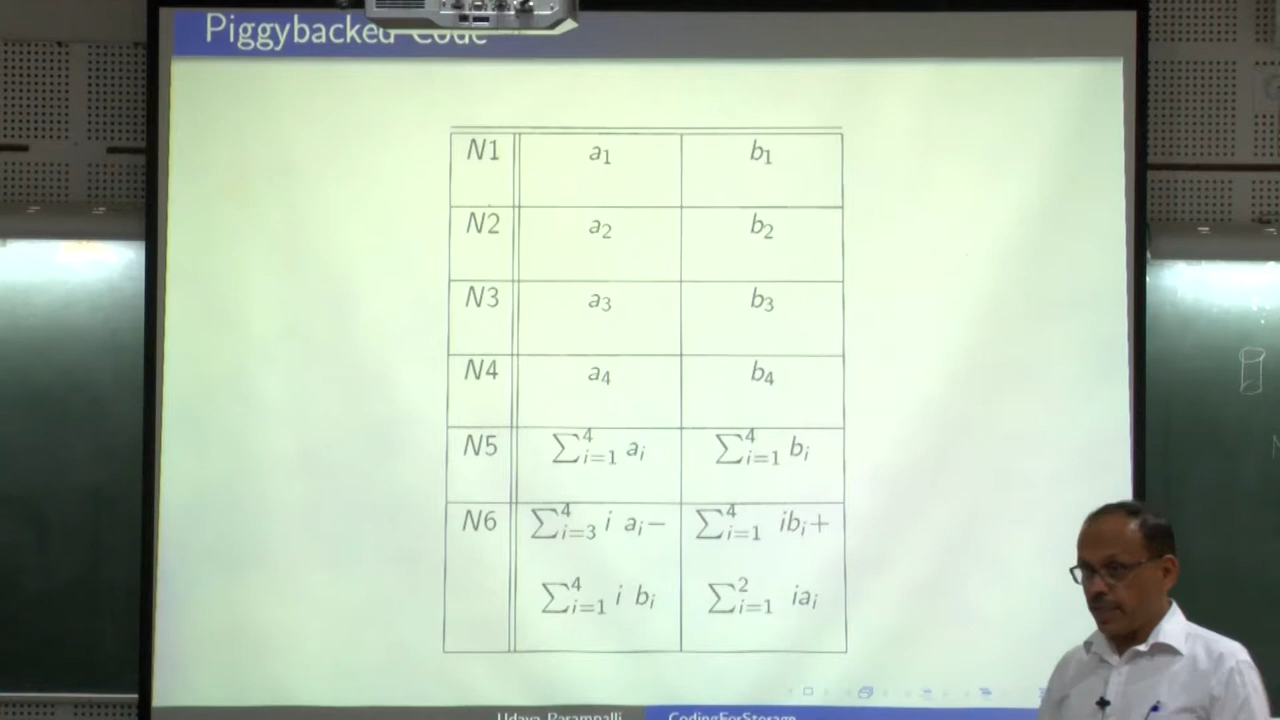 Piggybacked Code
N1 a₁ b₁
N2 a₂ b₂
N3 a₃ b₃
N4 a₄ b₄
N5 ∑⁴ᵢ₌₁ aᵢ ∑⁴ᵢ₌₁ bᵢ
N6 ∑⁴ᵢ₌₃ i aᵢ− ∑⁴ᵢ₌₁ ibᵢ+
∑⁴ᵢ₌₁ i bᵢ ∑²ᵢ₌₁ iaᵢ
Udaya Parampalli CodingForStorage